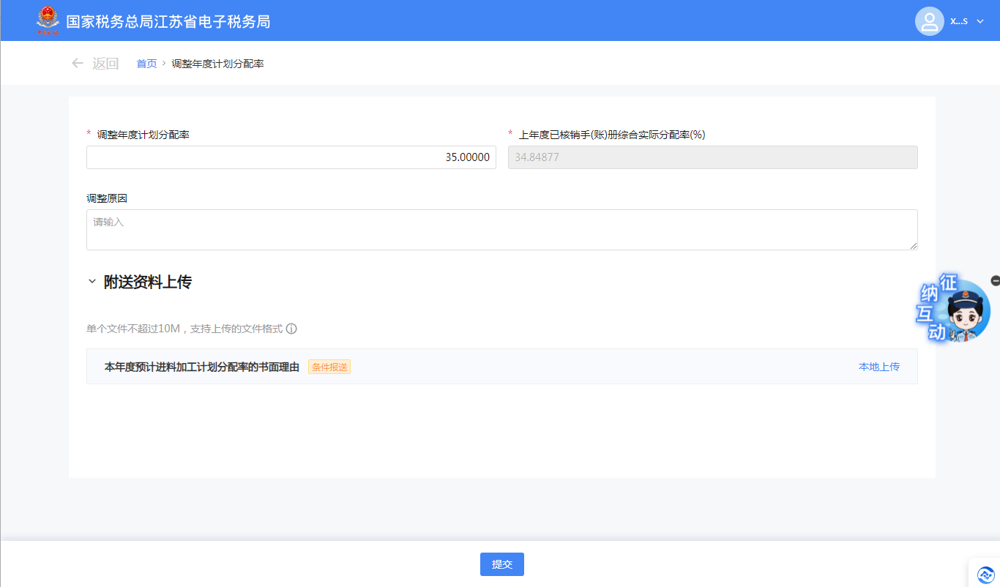 国家税务总局江苏省电子税务局
x...s
返回 首页 › 调整年度计划分配率
* 调整年度计划分配率
* 上年度已核销手(账)册综合实际分配率(%)
35.00000
34.84877
调整原因
请输入
附送资料上传
征纳互动
单个文件不超过10M，支持上传的文件格式
本年度预计进料加工计划分配率的书面理由 条件报送 本地上传
提交